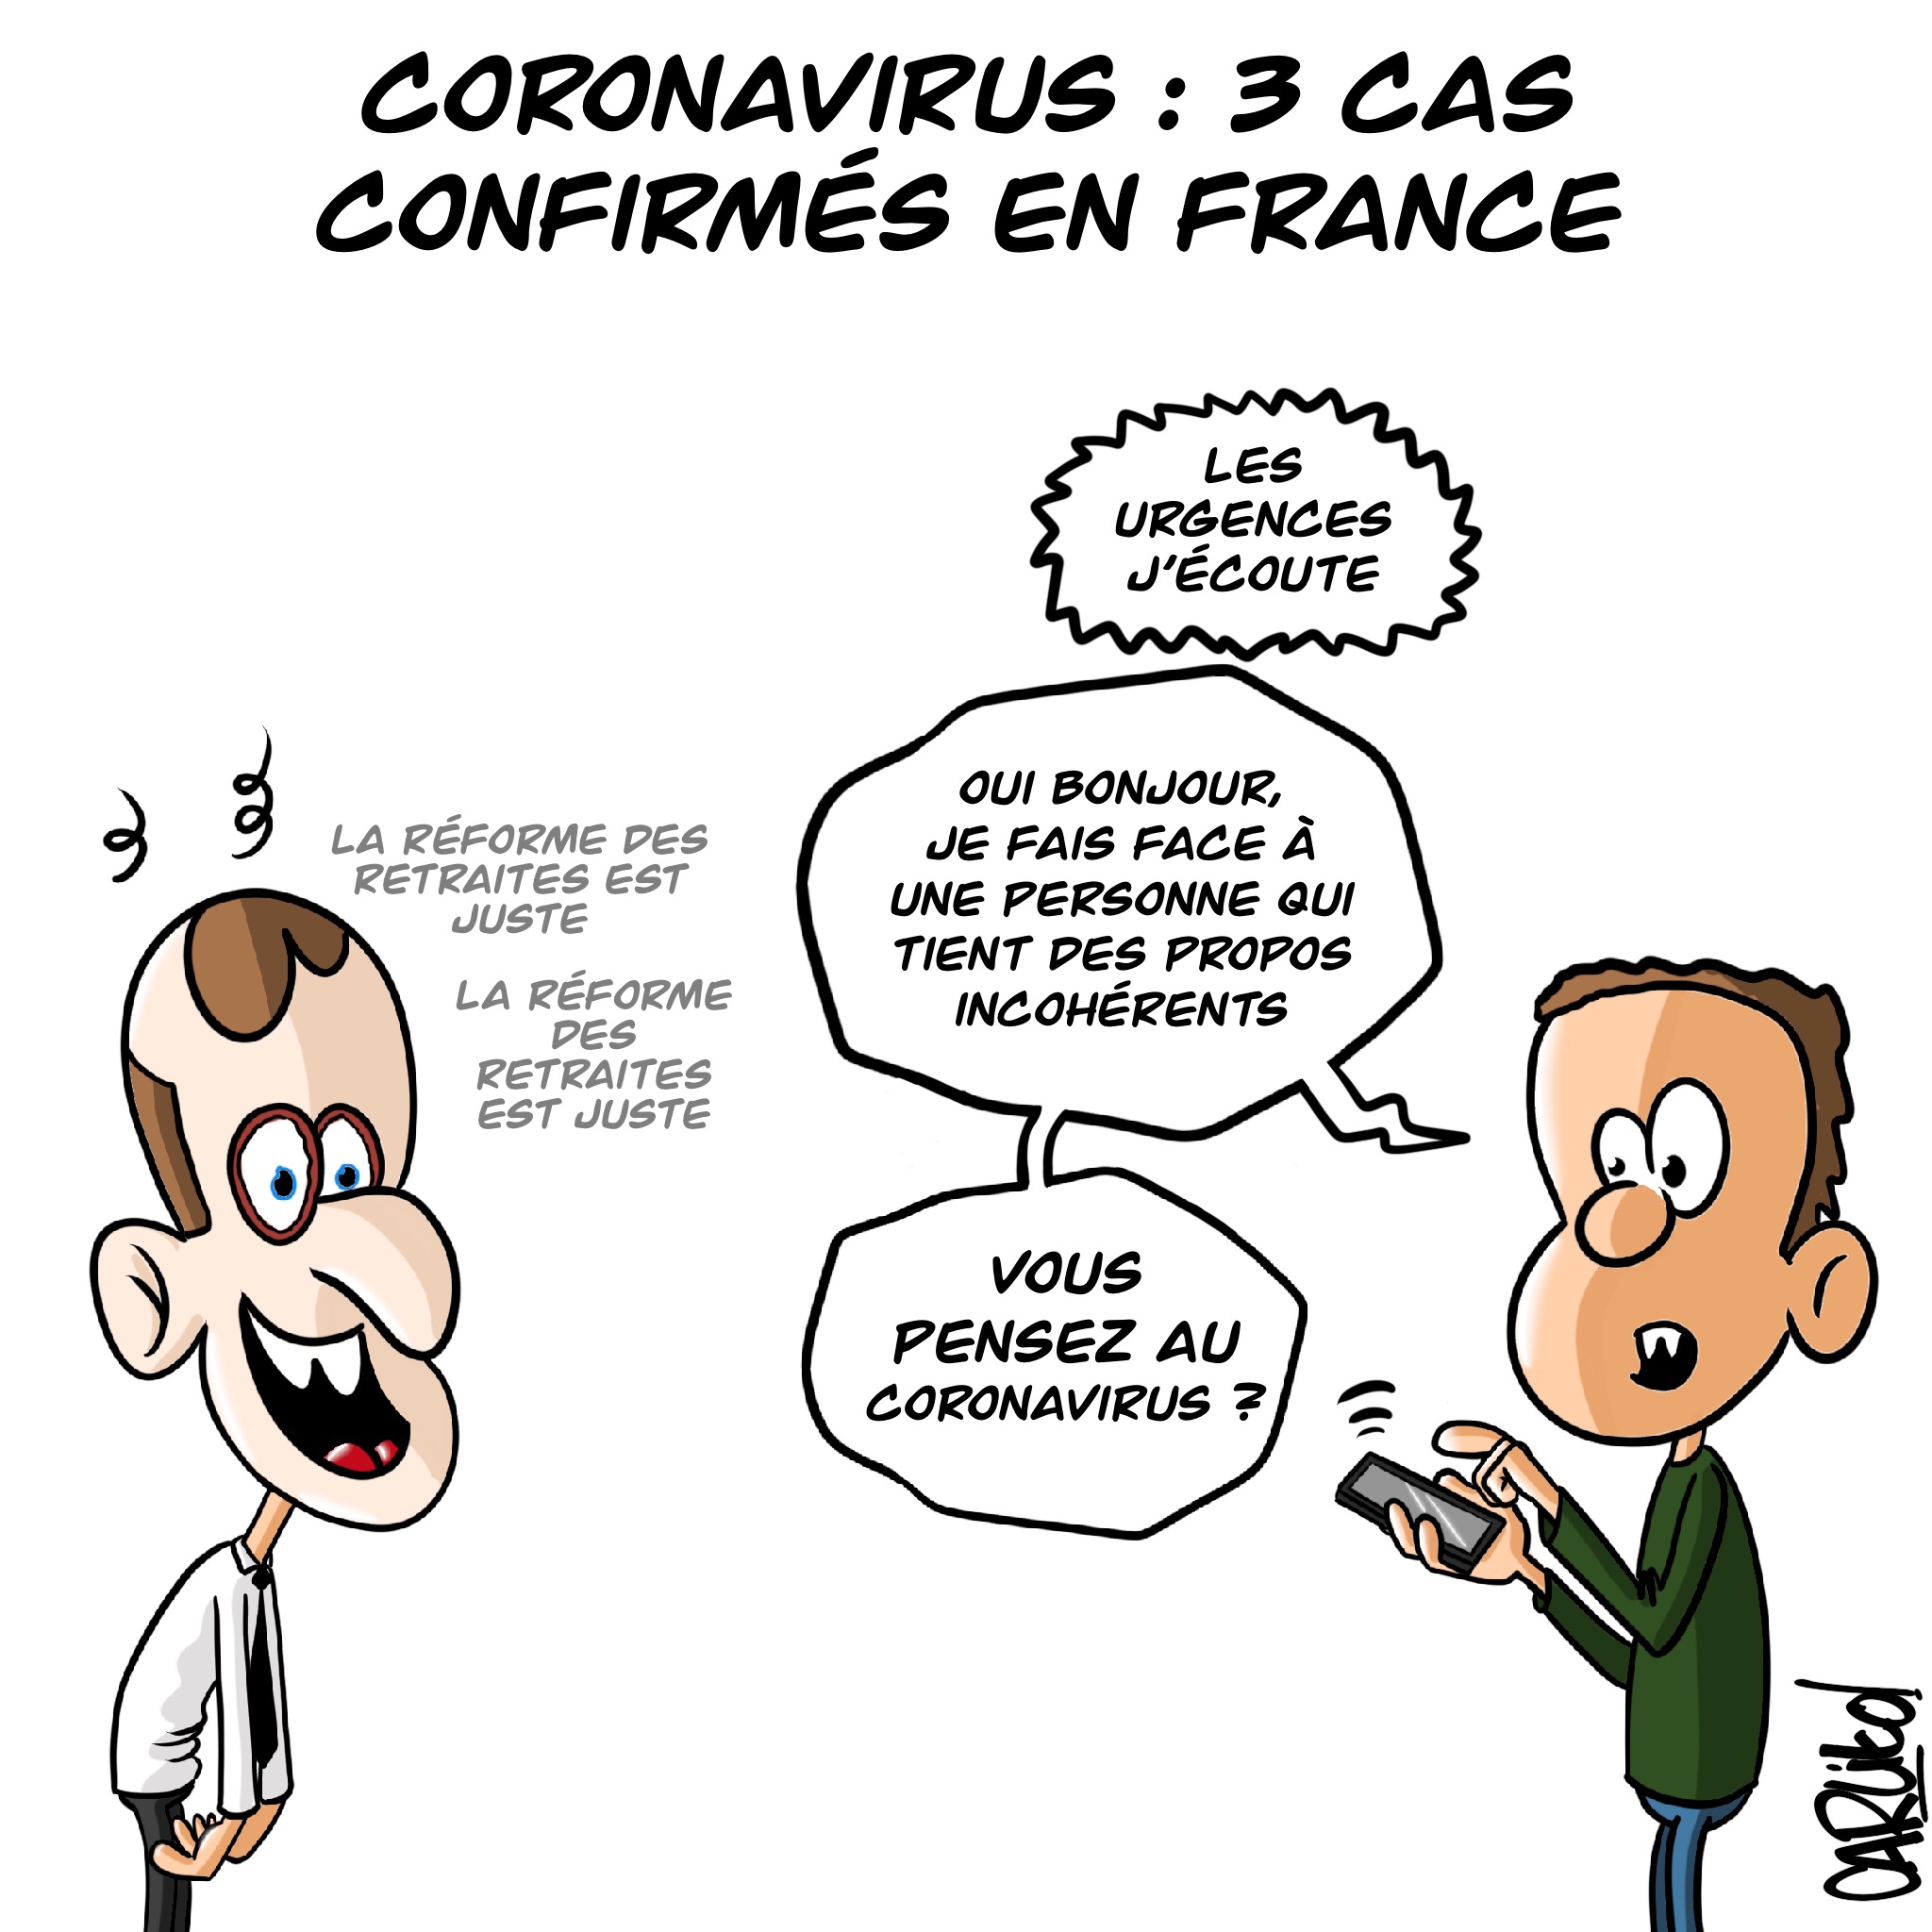 CORONAVIRUS : 3 CAS
CONFIRMÉS EN FRANCE
LES
URGENCES
J'ÉCOUTE
OUI BONJOUR,
JE FAIS FACE À
UNE PERSONNE QUI
TIENT DES PROPOS
INCOHÉRENTS
LA RÉFORME DES
RETRAITES EST
JUSTE
LA RÉFORME
DES
RETRAITES
EST JUSTE
VOUS
PENSEZ AU
CORONAVIRUS ?